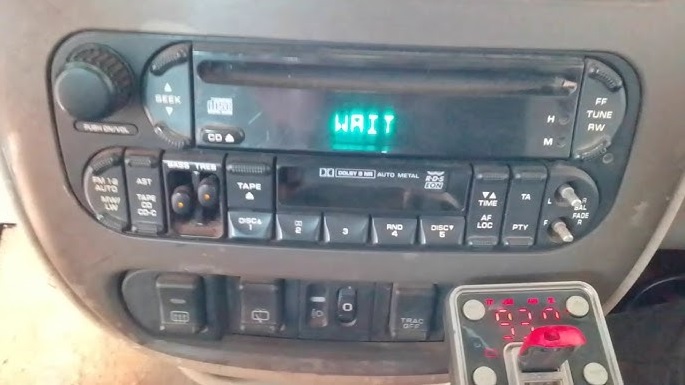 WAIT
SEEK
PUSH ON/VOL
CD
FF
TUNE
RW
H
M
FM 1-2
AUTO
MW/
LW
AST
TAPE
CD
CD-C
BASS TRES
TAPE
DOLBY B NR AUTO METAL
R·D·S
EON
DISC
1
2
3
RND
4
DISC
5
TIME
AF
LOC
TA
PTY
L R
BAL
FADE
F R
TRAC
OFF